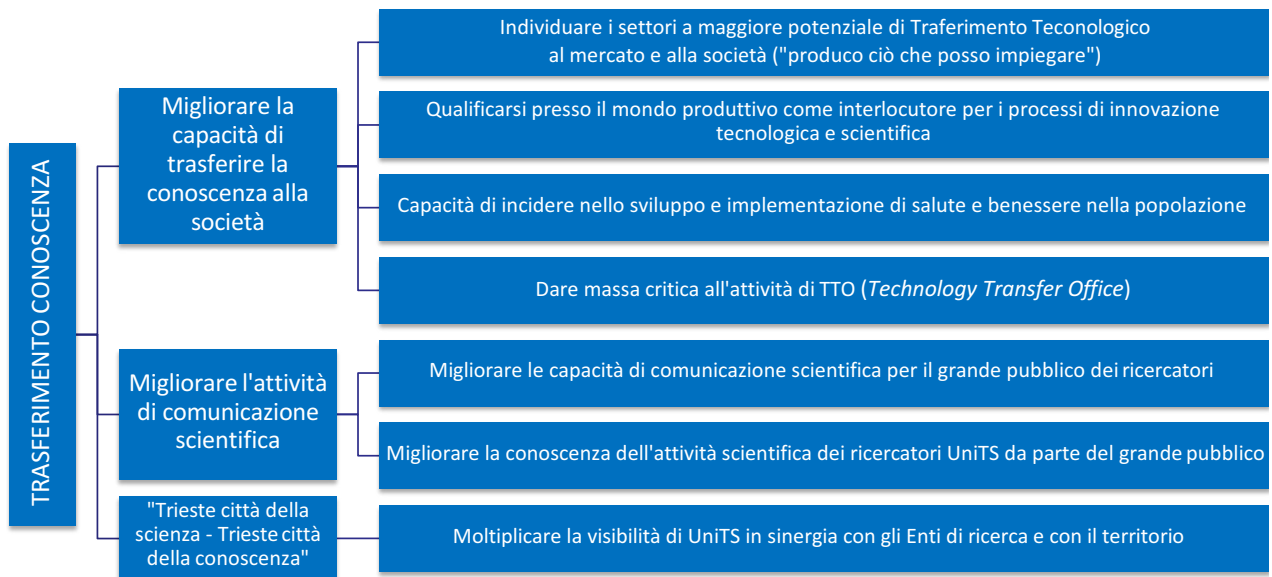 TRASFERIMENTO CONOSCENZA
Migliorare la
capacità di
trasferire la
conoscenza alla
società
Individuare i settori a maggiore potenziale di Traferimento Teconologico
al mercato e alla società ("produco ciò che posso impiegare")
Qualificarsi presso il mondo produttivo come interlocutore per i processi di innovazione
tecnologica e scientifica
Capacità di incidere nello sviluppo e implementazione di salute e benessere nella popolazione
Dare massa critica all'attività di TTO (Technology Transfer Office)
Migliorare l'attività
di comunicazione
scientifica
Migliorare le capacità di comunicazione scientifica per il grande pubblico dei ricercatori
Migliorare la conoscenza dell'attività scientifica dei ricercatori UniTS da parte del grande pubblico
"Trieste città della
scienza - Trieste città
della conoscenza"
Moltiplicare la visibilità di UniTS in sinergia con gli Enti di ricerca e con il territorio